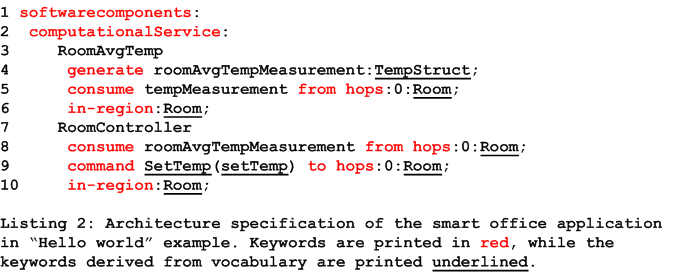 1 softwarecomponents:
2 computationalService:
3 RoomAvgTemp
4 generate roomAvgTempMeasurement:TempStruct;
5 consume tempMeasurement from hops:0:Room;
6 in-region:Room;
7 RoomController
8 consume roomAvgTempMeasurement from hops:0:Room;
9 command SetTemp(setTemp) to hops:0:Room;
10 in-region:Room;
Listing 2: Architecture specification of the smart office application
in “Hello world” example. Keywords are printed in red, while the
keywords derived from vocabulary are printed underlined.